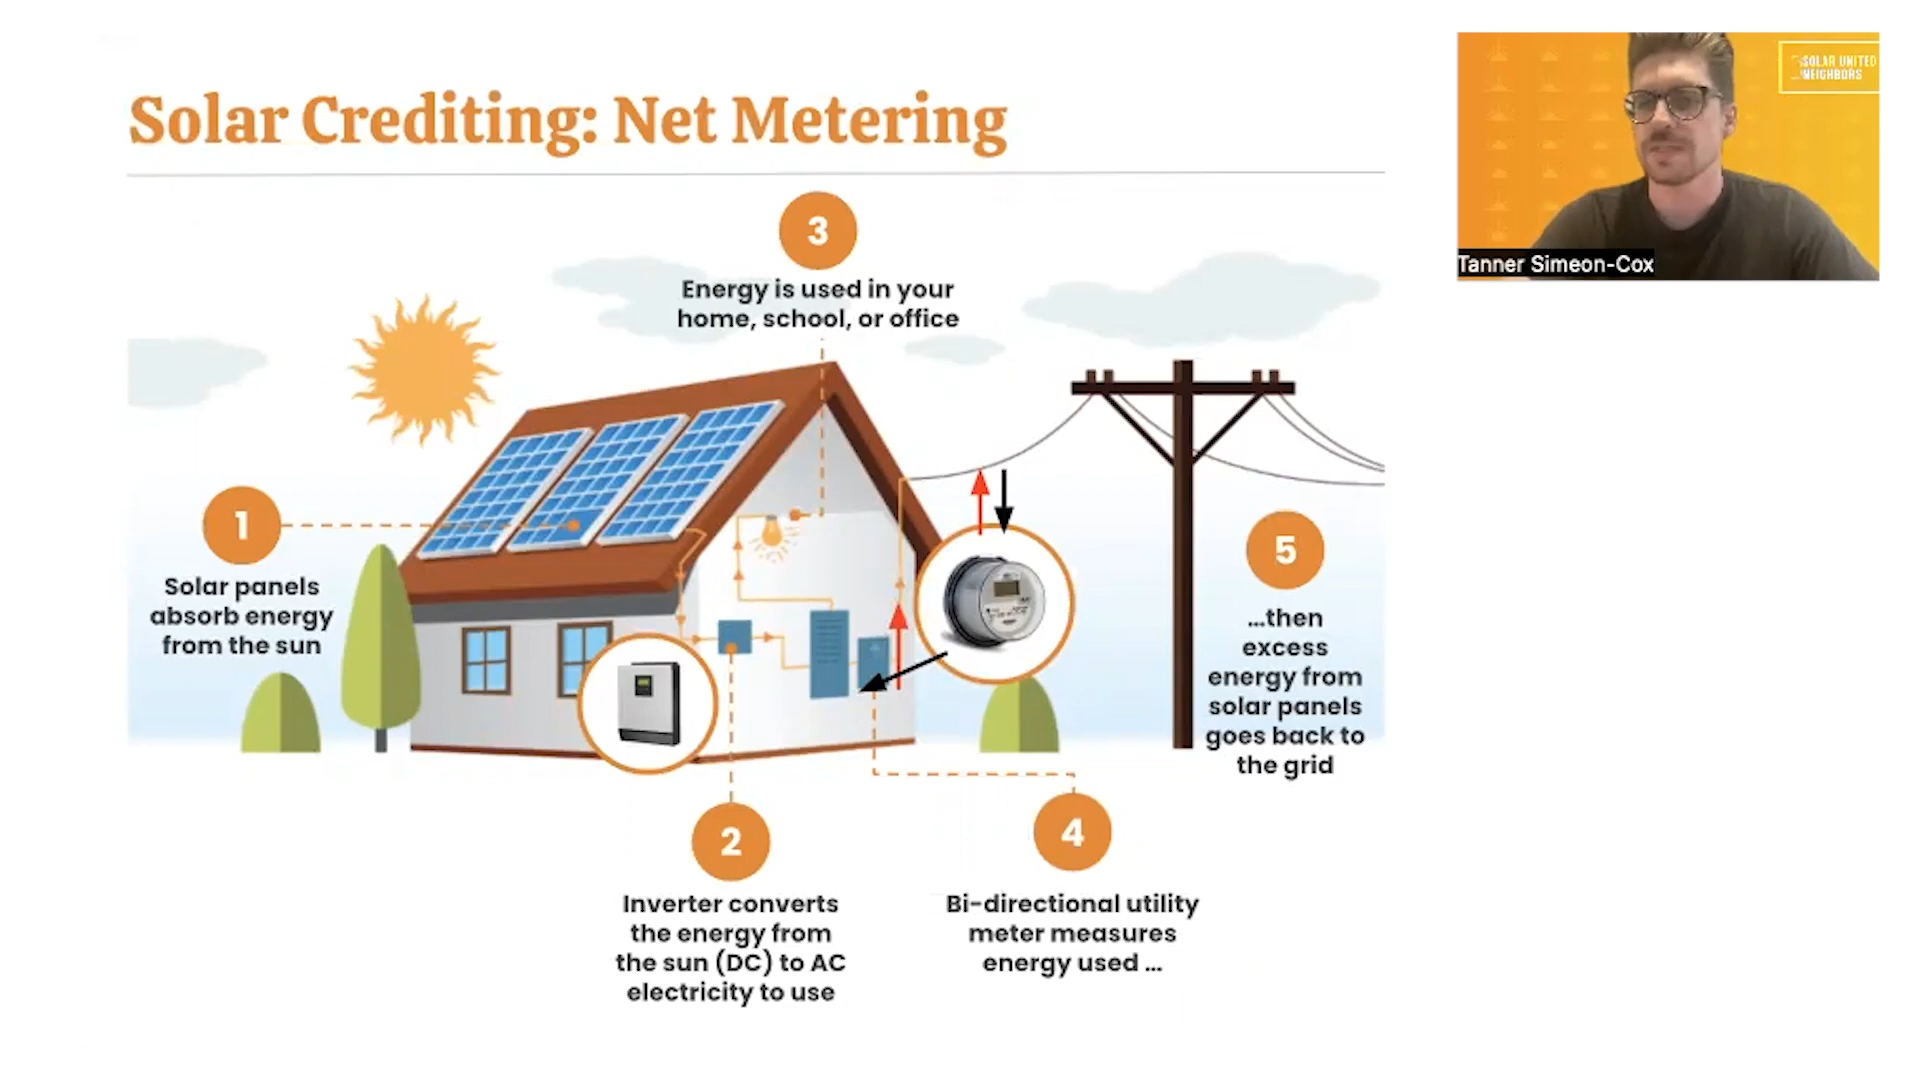 Solar Crediting: Net Metering
SOLAR UNITED
NEIGHBORS
Tanner Simeon-Cox
3
Energy is used in your
home, school, or office
1
Solar panels
absorb energy
from the sun
5
...then
excess
energy from
solar panels
goes back to
the grid
2
Inverter converts
the energy from
the sun (DC) to AC
electricity to use
4
Bi-directional utility
meter measures
energy used ...